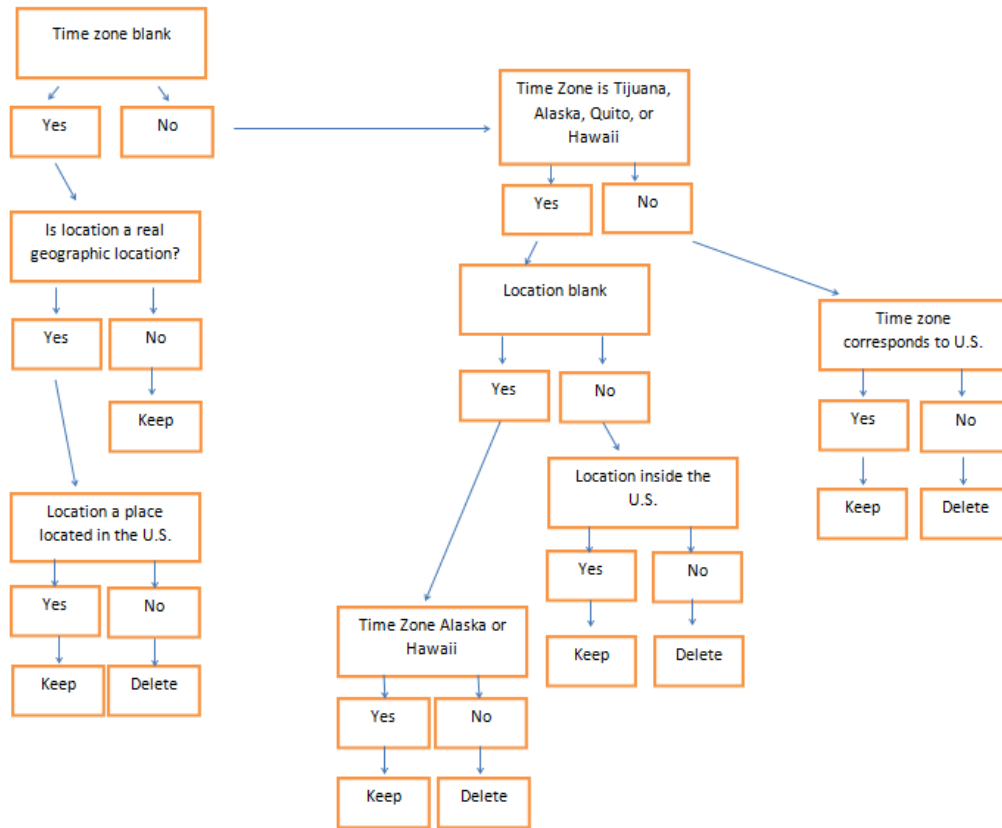 Time zone blank
Yes
No
Time Zone is Tijuana,
Alaska, Quito, or
Hawaii
Yes
No
Is location a real
geographic location?
Yes
No
Keep
Location blank
Yes
No
Time zone
corresponds to U.S.
Yes
No
Keep
Delete
Location a place
located in the U.S.
Yes
No
Keep
Delete
Location inside the
U.S.
Yes
No
Keep
Delete
Time Zone Alaska or
Hawaii
Yes
No
Keep
Delete